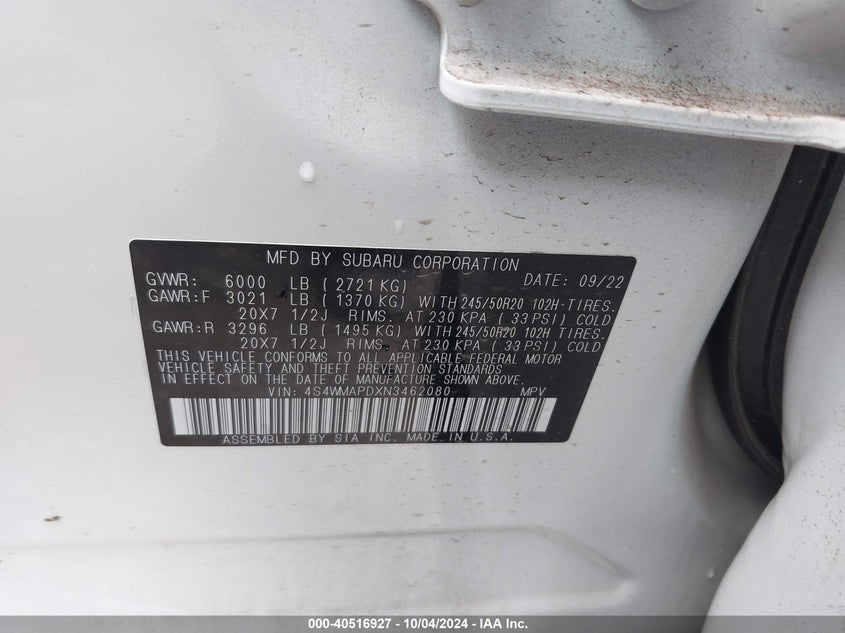 MFD BY SUBARU CORPORATION
GVWR: 6000 LB ( 2721 KG) DATE: 09/22
GAWR:F 3021 LB ( 1370 KG) WITH 245/50R20 102H-TIRES.
20X7 1/2J RIMS. AT 230 KPA ( 33 PSI) COLD
GAWR:R 3296 LB ( 1495 KG) WITH 245/50R20 102H TIRES.
20X7 1/2J RIMS. AT 230 KPA ( 33 PSI) COLD
THIS VEHICLE CONFORMS TO ALL APPLICABLE FEDERAL MOTOR
VEHICLE SAFETY AND THEFT PREVENTION STANDARDS
IN EFFECT ON THE DATE OF MANUFACTURE SHOWN ABOVE.
VIN: 4S4WMAPDXN3462080 MPV
ASSEMBLED BY SIA INC. MADE IN U.S.A.
000-40516927 - 10/04/2024 - IAA Inc.